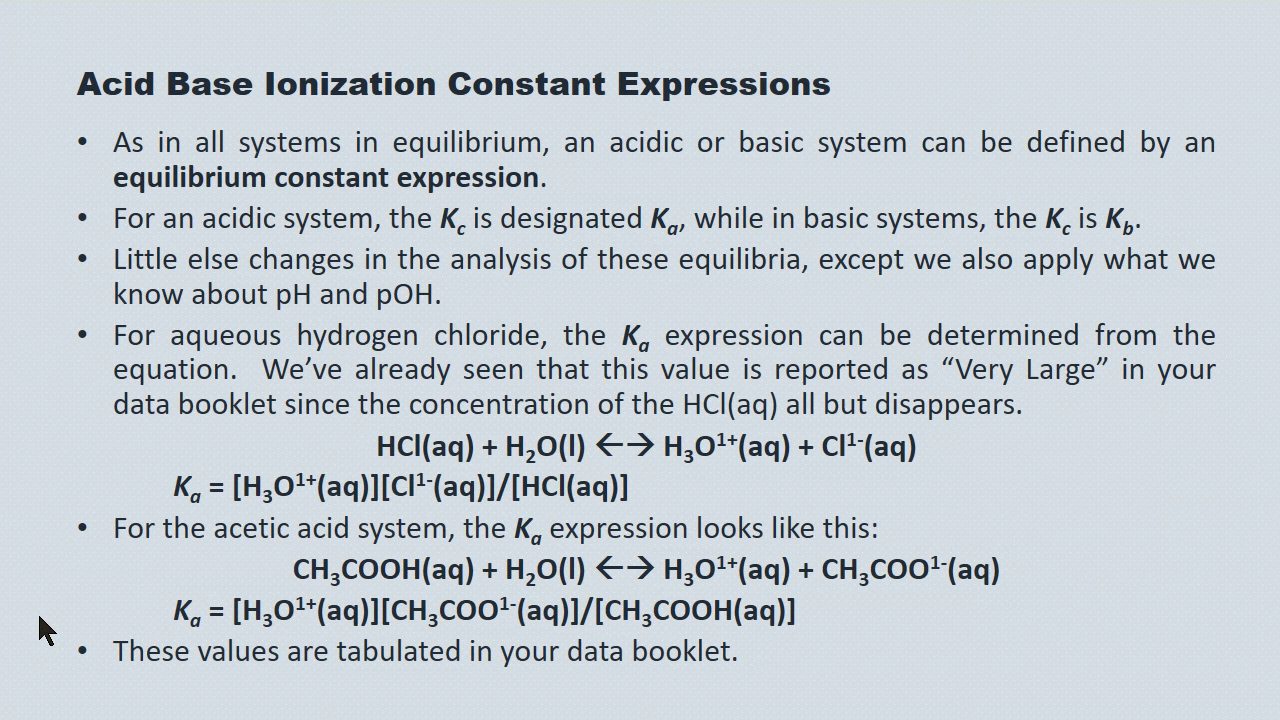 Acid Base Ionization Constant Expressions
• As in all systems in equilibrium, an acidic or basic system can be defined by an
equilibrium constant expression.
• For an acidic system, the Kc is designated Ka, while in basic systems, the Kc is Kb.
• Little else changes in the analysis of these equilibria, except we also apply what we
know about pH and pOH.
• For aqueous hydrogen chloride, the Ka expression can be determined from the
equation. We’ve already seen that this value is reported as “Very Large” in your
data booklet since the concentration of the HCl(aq) all but disappears.
HCl(aq) + H₂O(l) ←→ H₃O¹⁺(aq) + Cl¹⁻(aq)
Ka = [H₃O¹⁺(aq)][Cl¹⁻(aq)]/[HCl(aq)]
• For the acetic acid system, the Ka expression looks like this:
CH₃COOH(aq) + H₂O(l) ←→ H₃O¹⁺(aq) + CH₃COO¹⁻(aq)
Ka = [H₃O¹⁺(aq)][CH₃COO¹⁻(aq)]/[CH₃COOH(aq)]
• These values are tabulated in your data booklet.